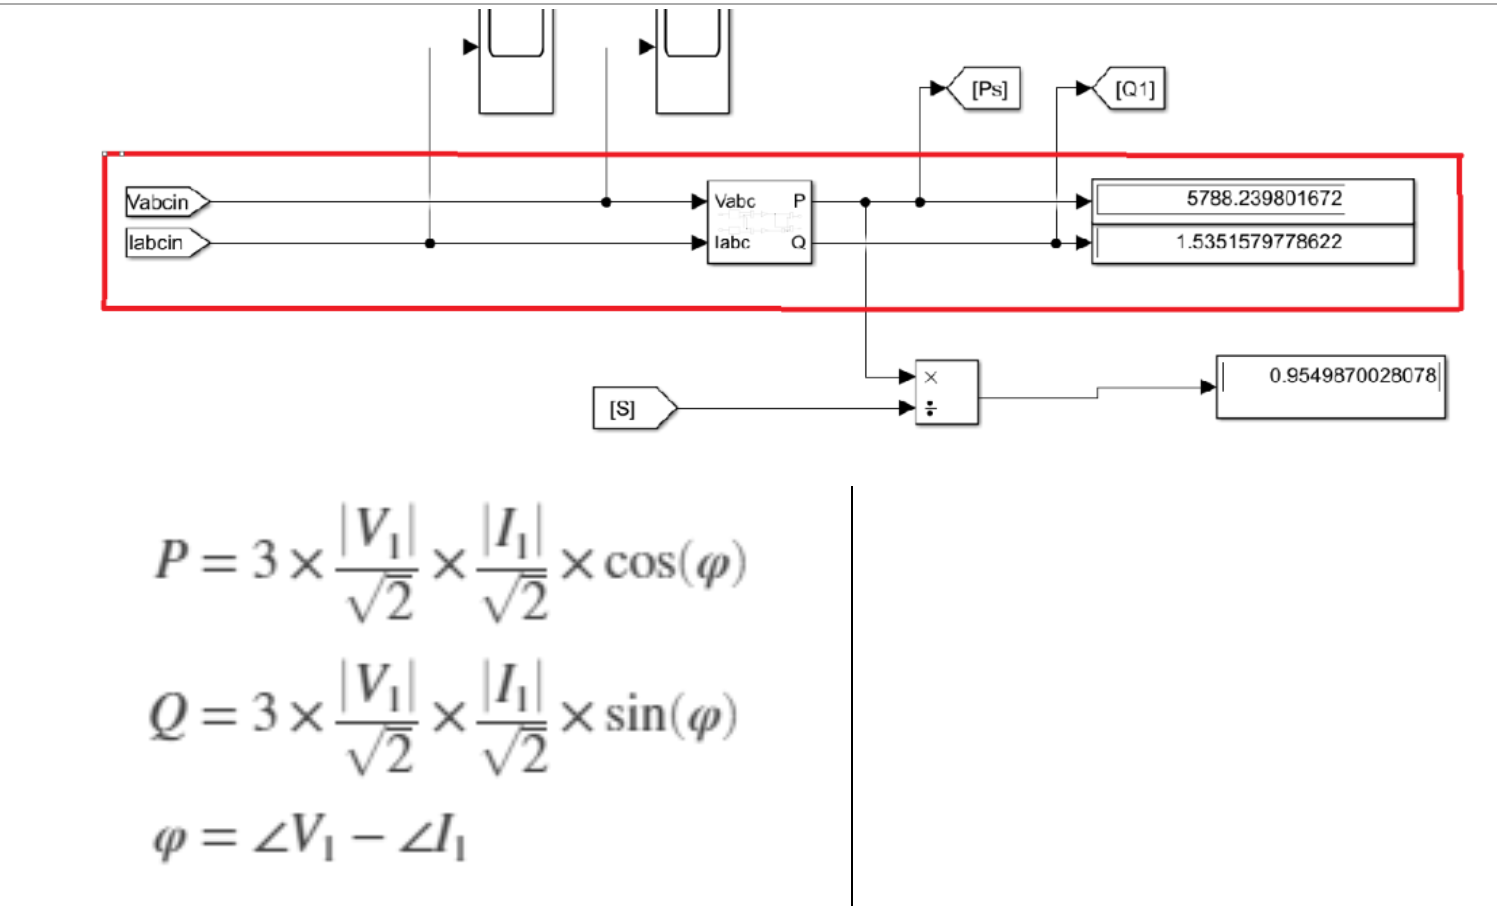 [Ps] [Q1]
Vabcin Vabc P 5788.239801672
Iabcin Iabc Q 1.5351579778622
× 0.9549870028078
[S] ÷
P = 3 × |V₁|/√2 × |I₁|/√2 × cos(φ)
Q = 3 × |V₁|/√2 × |I₁|/√2 × sin(φ)
φ = ∠V₁ − ∠I₁